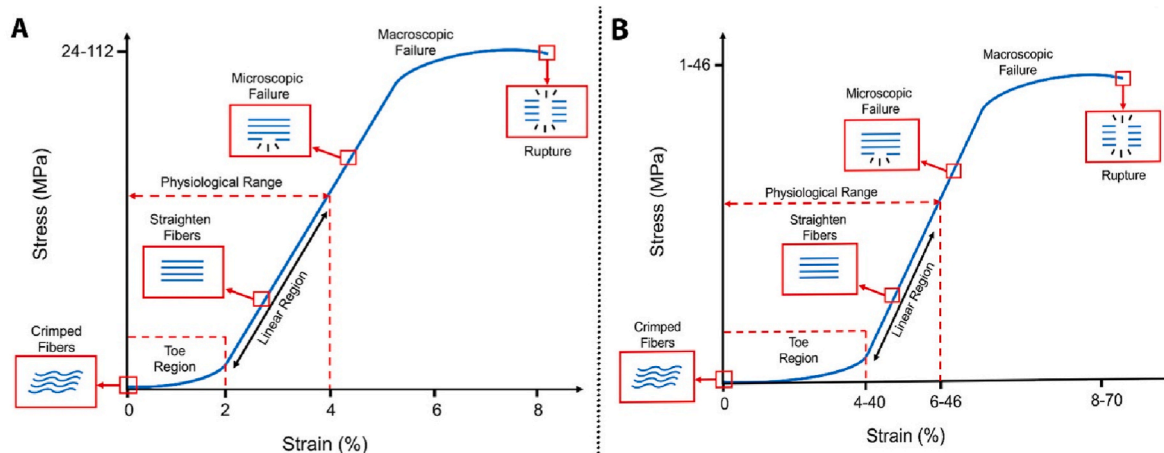 A
24-112
Stress (MPa)
Macroscopic
Failure
Microscopic
Failure
Rupture
Physiological Range
Straighten
Fibers
Linear Region
Crimped
Fibers
Toe
Region
0
2
4
6
8
Strain (%)
B
1-46
Stress (MPa)
Macroscopic
Failure
Microscopic
Failure
Rupture
Physiological Range
Straighten
Fibers
Linear Region
Crimped
Fibers
Toe
Region
0
4-40
6-46
8-70
Strain (%)